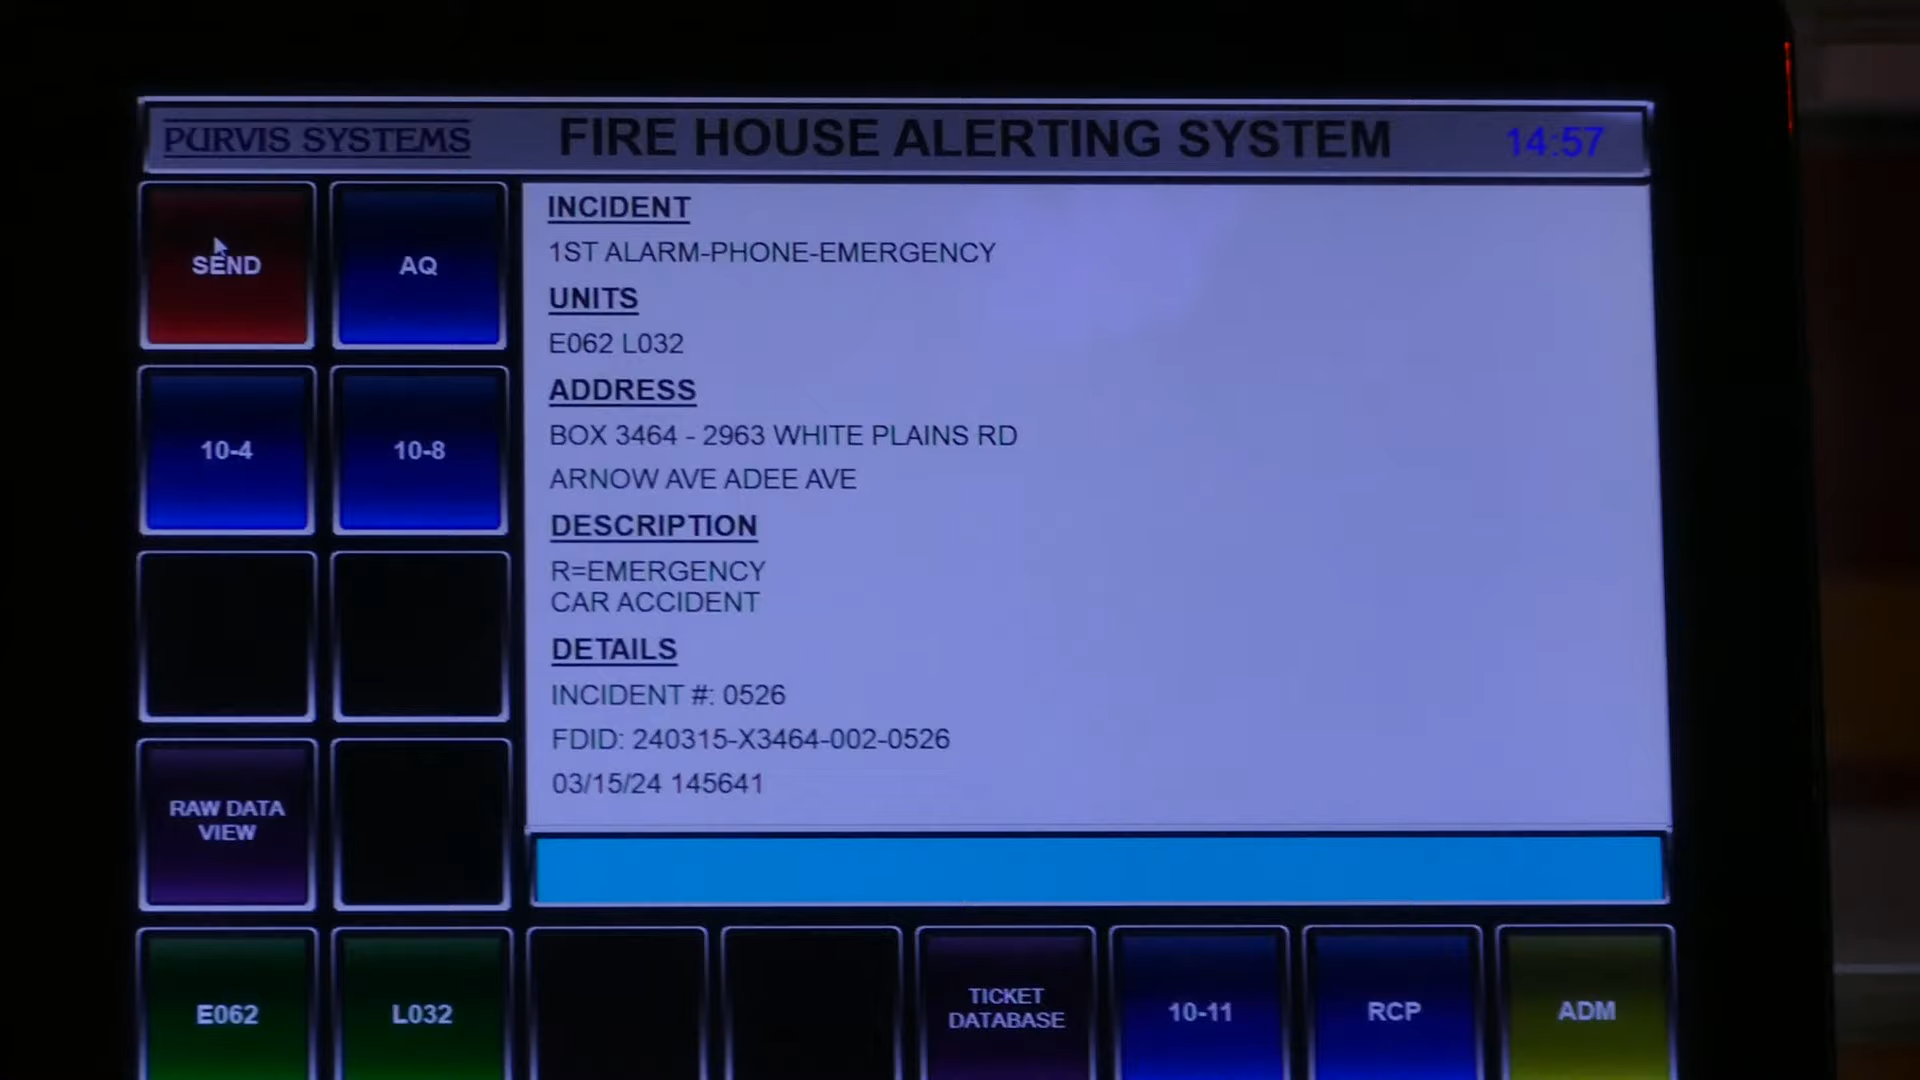 PURVIS SYSTEMS
FIRE HOUSE ALERTING SYSTEM
14:57
SEND
AQ
10-4
10-8
RAW DATA
VIEW
INCIDENT
1ST ALARM-PHONE-EMERGENCY
UNITS
E062 L032
ADDRESS
BOX 3464 - 2963 WHITE PLAINS RD
ARNOW AVE ADEE AVE
DESCRIPTION
R=EMERGENCY
CAR ACCIDENT
DETAILS
INCIDENT #: 0526
FDID: 240315-X3464-002-0526
03/15/24 145641
E062
L032
TICKET
DATABASE
10-11
RCP
ADM